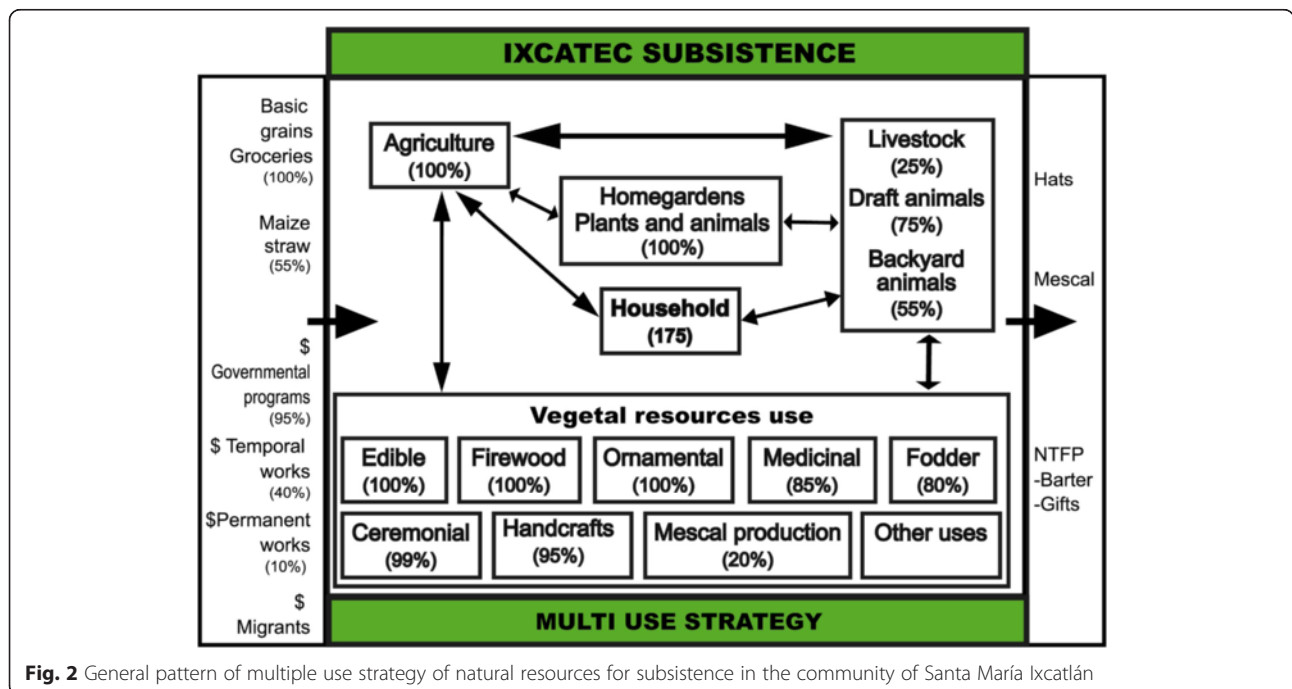 IXCATEC SUBSISTENCE
Basic
grains
Groceries
(100%)
Maize
straw
(55%)
$
Governmental
programs
(95%)
$ Temporal
works
(40%)
$Permanent
works
(10%)
$
Migrants
Agriculture
(100%)
Homegardens
Plants and animals
(100%)
Household
(175)
Livestock
(25%)
Draft animals
(75%)
Backyard
animals
(55%)
Vegetal resources use
Edible
(100%)
Firewood
(100%)
Ornamental
(100%)
Medicinal
(85%)
Fodder
(80%)
Ceremonial
(99%)
Handcrafts
(95%)
Mescal production
(20%)
Other uses
Hats
Mescal
NTFP
-Barter
-Gifts
MULTI USE STRATEGY
Fig. 2 General pattern of multiple use strategy of natural resources for subsistence in the community of Santa María Ixcatlán